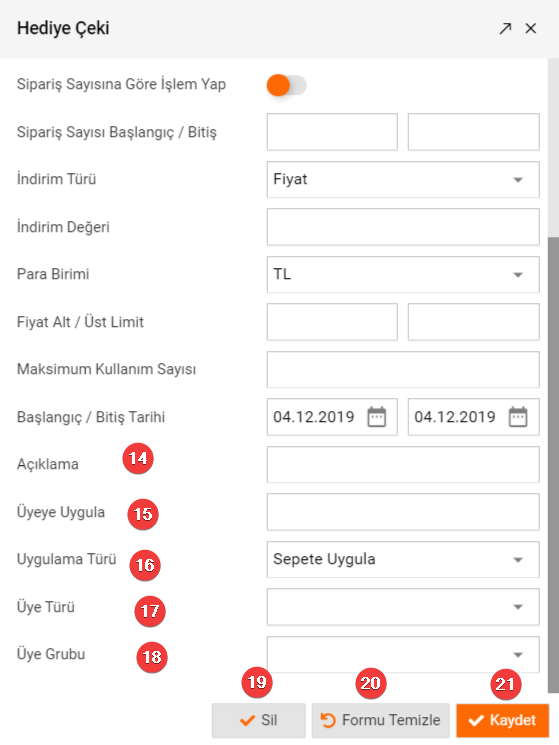 Hediye Çeki
Sipariş Sayısına Göre İşlem Yap
Sipariş Sayısı Başlangıç / Bitiş
İndirim Türü Fiyat
İndirim Değeri
Para Birimi TL
Fiyat Alt / Üst Limit
Maksimum Kullanım Sayısı
Başlangıç / Bitiş Tarihi 04.12.2019 04.12.2019
Açıklama 14
Üyeye Uygula 15
Uygulama Türü 16 Sepete Uygula
Üye Türü 17
Üye Grubu 18
19 20 21
Sil Formu Temizle Kaydet